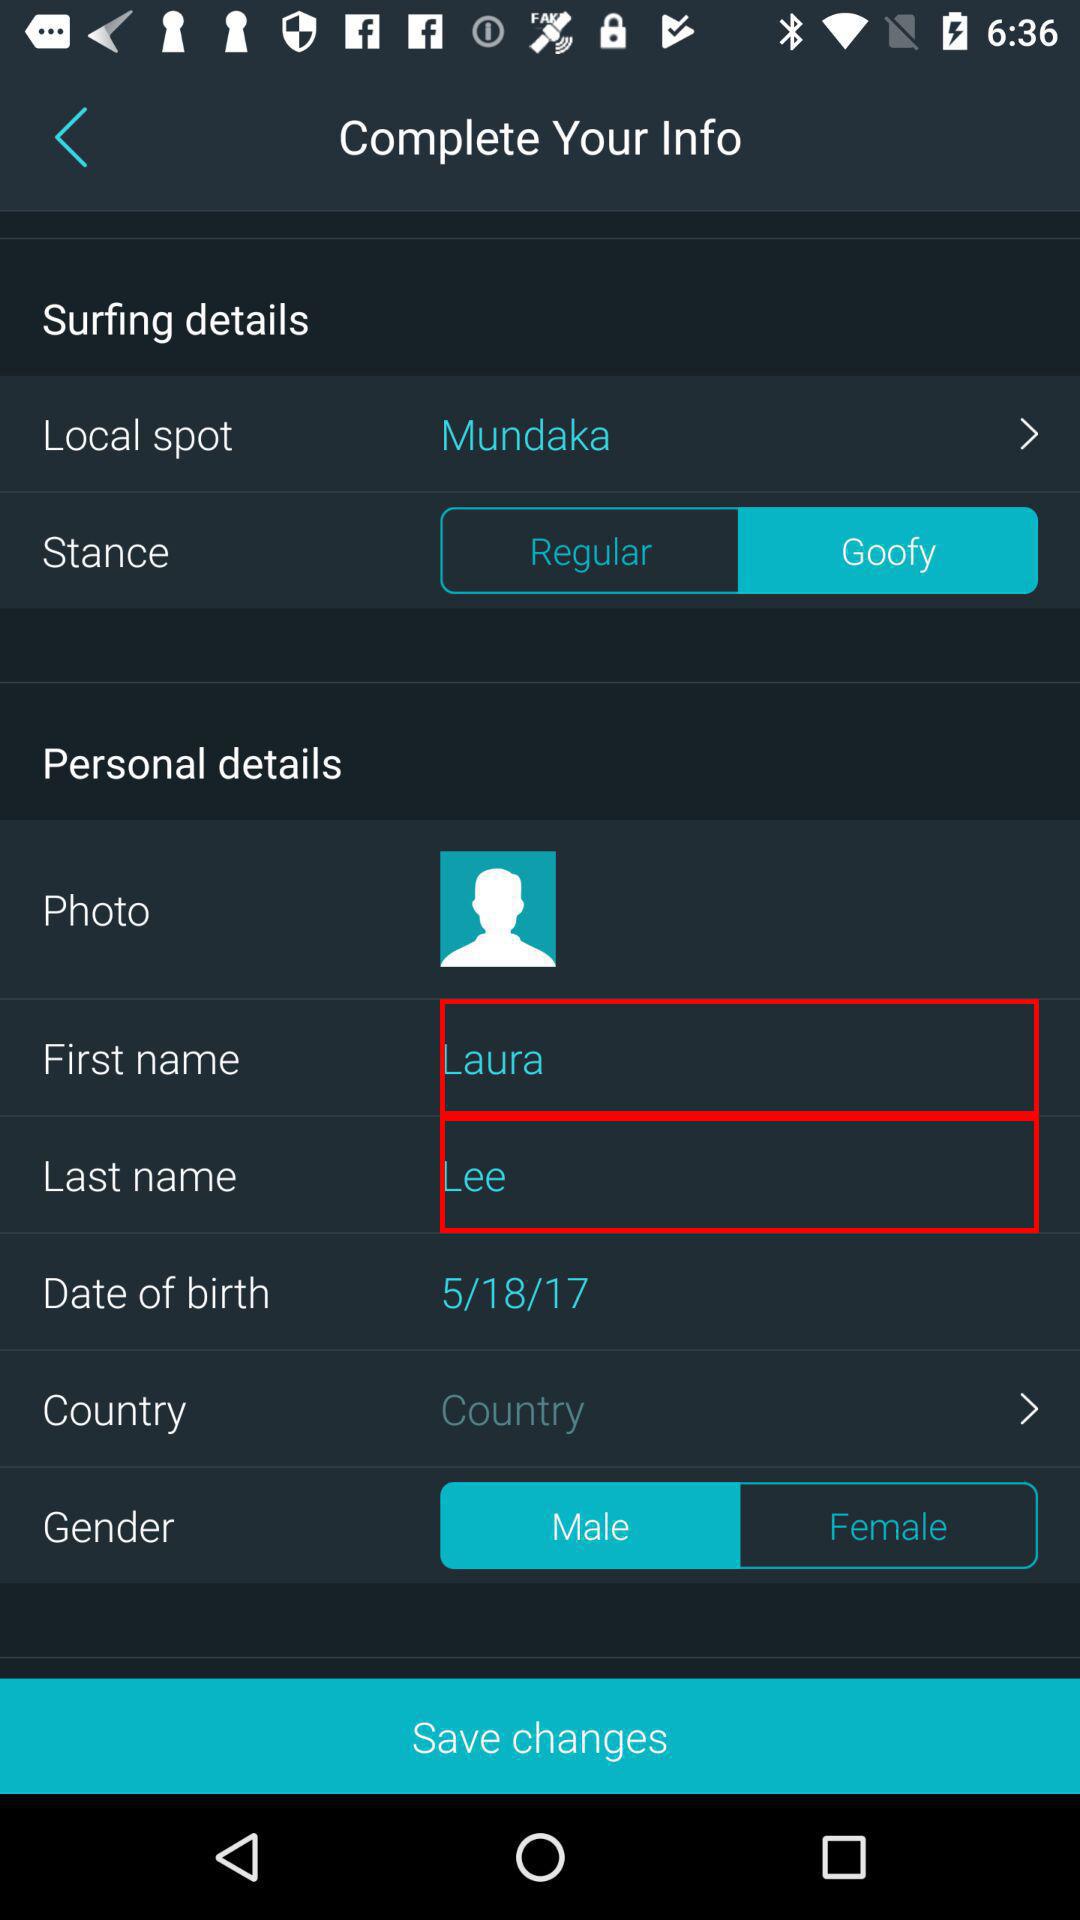 FAKE
6:36
Complete Your Info
Surfing details
Local spot Mundaka
Stance Regular Goofy
Personal details
Photo
First name Laura
Last name Lee
Date of birth 5/18/17
Country Country
Gender Male Female
Save changes